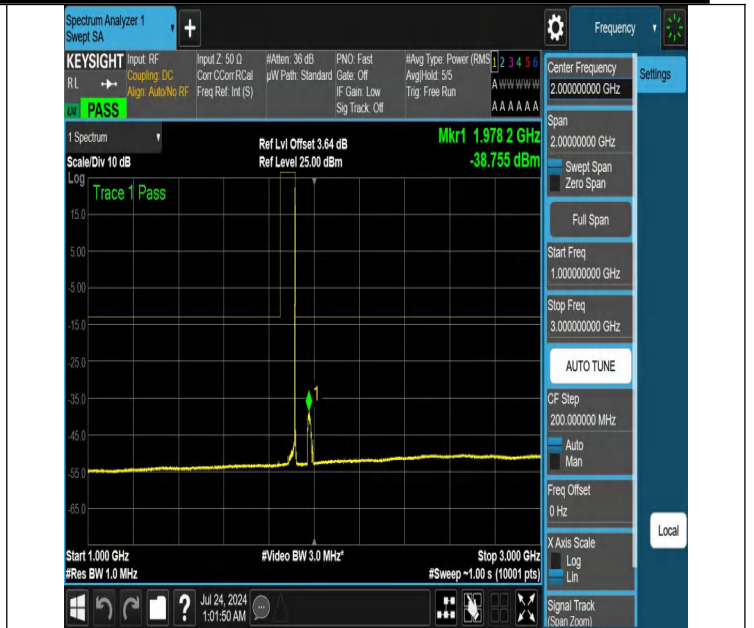 Spectrum Analyzer 1
Swept SA
+
Frequency
KEYSIGHT
RL
LXI
PASS
Input: RF
Coupling: DC
Align: Auto/No RF
Input Z: 50 Ω
Corr CCorr RCal
Freq Ref: Int (S)
#Atten: 36 dB
µW Path: Standard
PNO: Fast
Gate: Off
IF Gain: Low
Sig Track: Off
#Avg Type: Power (RMS
Avg|Hold: 5/5
Trig: Free Run
1 2 3 4 5 6
A W W W W W
A A A A A A
1 Spectrum
Scale/Div 10 dB
Log
Ref Lvl Offset 3.64 dB
Ref Level 25.00 dBm
Mkr1 1.978 2 GHz
-38.755 dBm
Trace 1 Pass
15.0
5.00
-5.00
-15.0
-25.0
-35.0
-45.0
-55.0
-65.0
1
Start 1.000 GHz
#Res BW 1.0 MHz
#Video BW 3.0 MHz*
Stop 3.000 GHz
#Sweep ~1.00 s (10001 pts)
Center Frequency
2.000000000 GHz
Settings
Span
2.00000000 GHz
Swept Span
Zero Span
Full Span
Start Freq
1.000000000 GHz
Stop Freq
3.000000000 GHz
AUTO TUNE
CF Step
200.000000 MHz
Auto
Man
Freq Offset
0 Hz
X Axis Scale
Log
Lin
Local
Signal Track
(Span Zoom)
?
Jul 24, 2024
1:01:50 AM